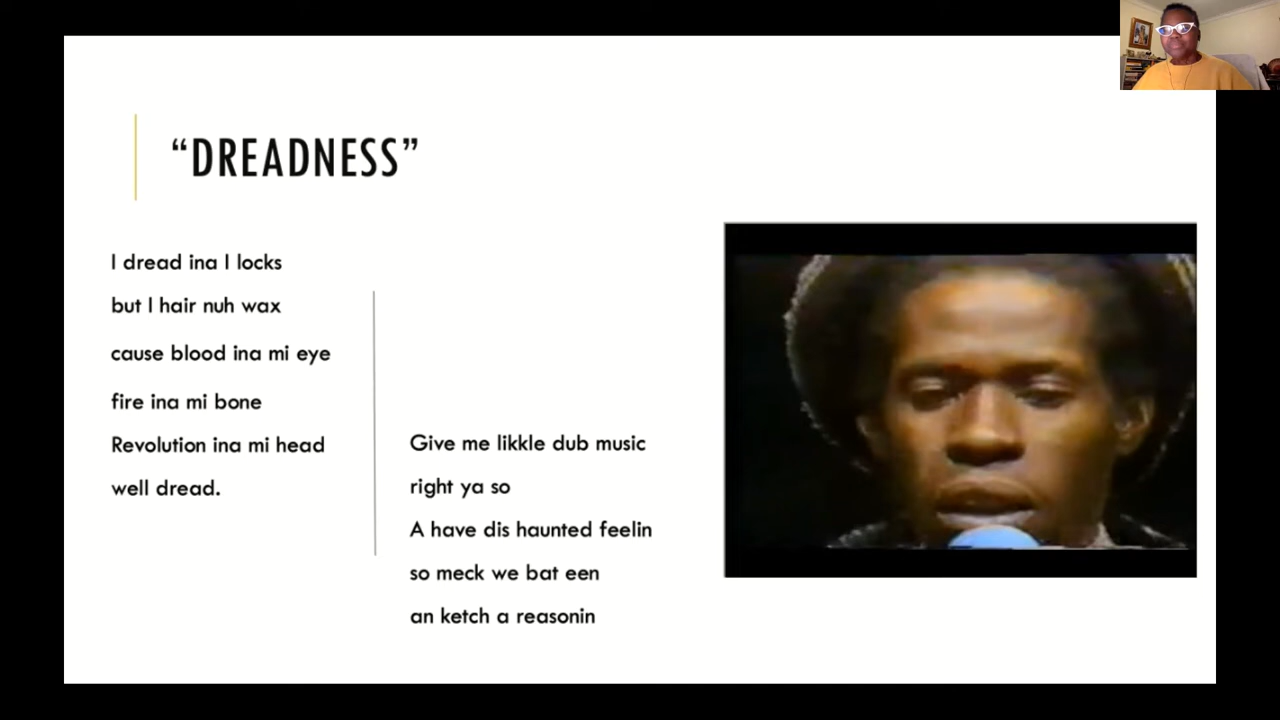 “DREADNESS”
I dread ina I locks
but I hair nuh wax
cause blood ina mi eye
fire ina mi bone
Revolution ina mi head
well dread.
Give me likkle dub music
right ya so
A have dis haunted feelin
so meck we bat een
an ketch a reasonin